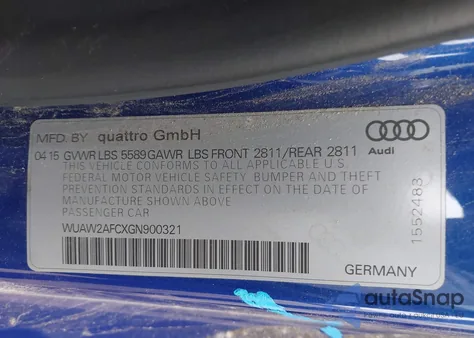 MFD. BY quattro GmbH
04 15 GVWR LBS 5589 GAWR LBS FRONT 2811/REAR 2811
THIS VEHICLE CONFORMS TO ALL APPLICABLE U.S
FEDERAL MOTOR VEHICLE SAFETY, BUMPER AND THEFT
PREVENTION STANDARDS IN EFFECT ON THE DATE OF
MANUFACTURE SHOWN ABOVE.
PASSENGER CAR
WUAW2AFCXGN900321
Audi
1552483
GERMANY
autoSnap